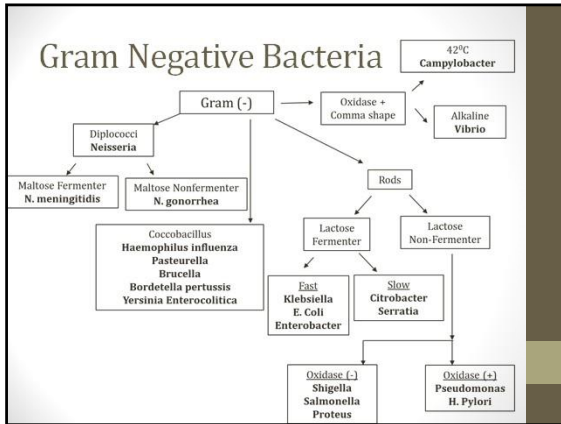 Gram Negative Bacteria
42⁰C
Campylobacter
Gram (-)
Oxidase +
Comma shape
Alkaline
Vibrio
Diplococci
Neisseria
Maltose Fermenter
N. meningitidis
Maltose Nonfermenter
N. gonorrhea
Rods
Coccobacillus
Haemophilus influenza
Pasteurella
Brucella
Bordetella pertussis
Yersinia Enterocolitica
Lactose
Fermenter
Lactose
Non-Fermenter
Fast
Klebsiella
E. Coli
Enterobacter
Slow
Citrobacter
Serratia
Oxidase (-)
Shigella
Salmonella
Proteus
Oxidase (+)
Pseudomonas
H. Pylori